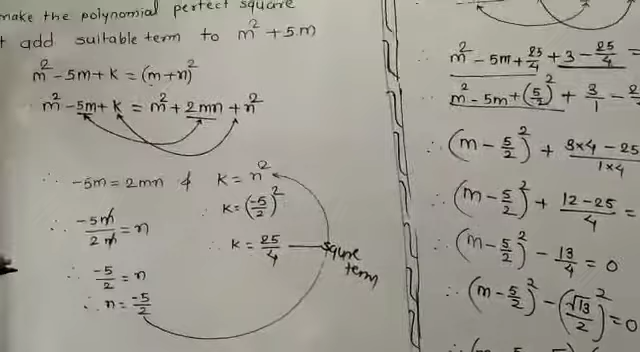 make the polynomial perfect square
add suitable term to m² + 5m
m² - 5m + k = (m + n)²
m² - 5m + k = m² + 2mn + n²
∴ -5m = 2mn & k = n²
∴ -5m/2m = n ∴ k = (-5/2)²
∴ -5/2 = n ∴ k = 25/4 square term
∴ n = -5/2
∴ m² - 5m + 25/4 + 3 - 25/4 =
∴ m² - 5m + (5/2)² + 3/1 -
∴ (m - 5/2)² + 3×4 - 25/1×4
∴ (m - 5/2)² + 12-25/4 =
∴ (m - 5/2)² - 13/4 = 0
∴ (m - 5/2)² - (√13/2)² = 0